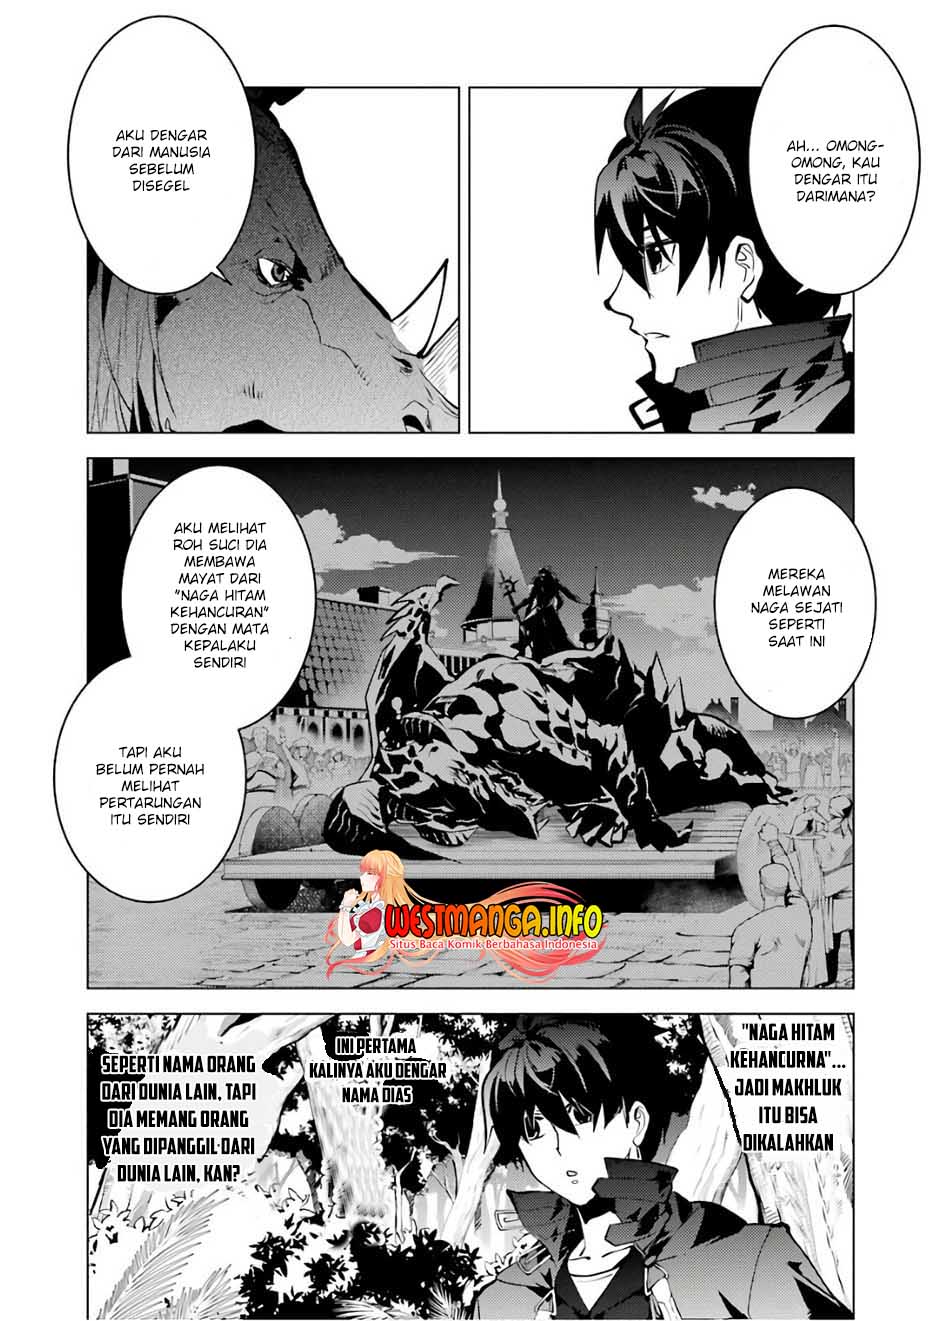 AH... OMONG-
OMONG, KAU
DENGAR ITU
DARIMANA?
AKU DENGAR
DARI MANUSIA
SEBELUM
DISEGEL
MEREKA
MELAWAN
NAGA SEJATI
SEPERTI
SAAT INI
AKU MELIHAT
ROH SUCI DIA
MEMBAWA
MAYAT DARI
"NAGA HITAM
KEHANCURAN"
DENGAN MATA
KEPALAKU
SENDIRI
TAPI AKU
BELUM PERNAH
MELIHAT
PERTARUNGAN
ITU SENDIRI
WESTMANGA.INFO
Situs Baca Komik Berbahasa Indonesia
"NAGA HITAM
KEHANCURNA"...
JADI MAKHLUK
ITU BISA
DIKALAHKAN
INI PERTAMA
KALINYA AKU DENGAR
NAMA DIAS
SEPERTI NAMA ORANG
DARI DUNIA LAIN, TAPI
DIA MEMANG ORANG
YANG DIPANGGIL DARI
DUNIA LAIN, KAN?